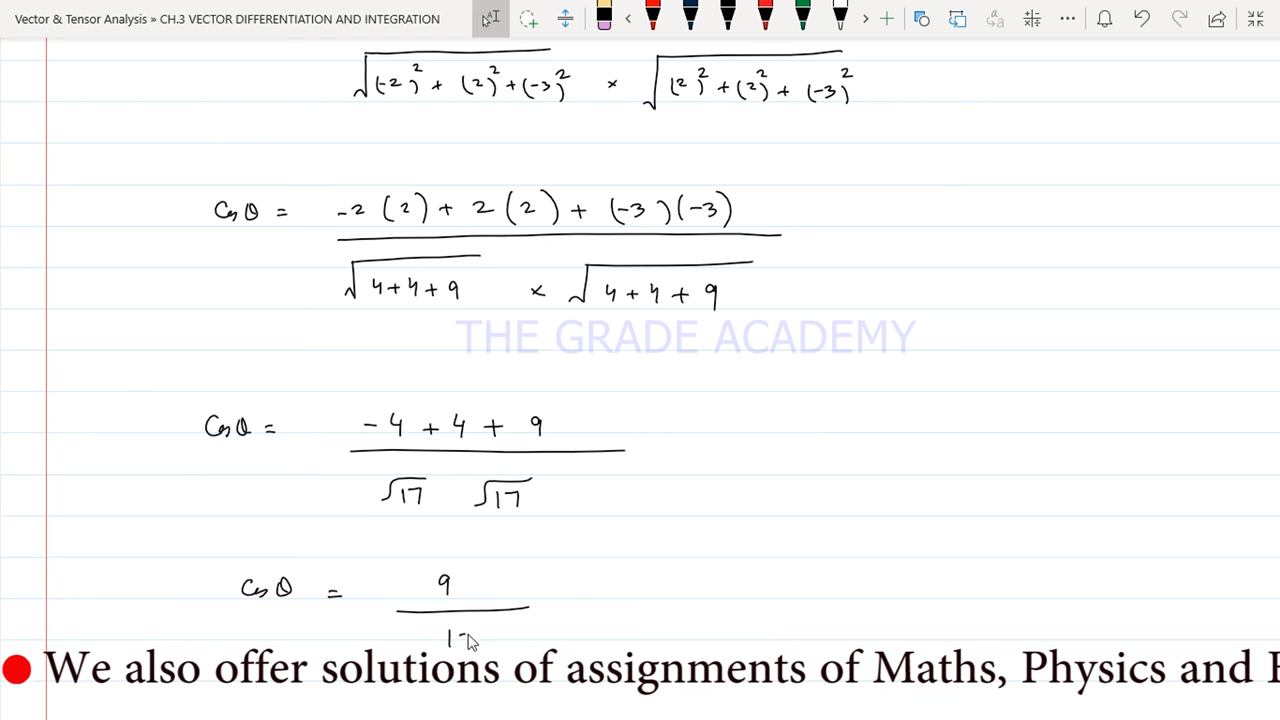 Vector & Tensor Analysis » CH.3 VECTOR DIFFERENTIATION AND INTEGRATION
√(-2)² + (2)² + (-3)² × √(2)² + (2)² + (-3)²
Cos θ = -2 (2) + 2 (2) + (-3)(-3)
√4+4+9 × √4+4+9
THE GRADE ACADEMY
Cos θ = -4 + 4 + 9
√17 √17
Cos θ = 9
We also offer solutions of assignments of Maths, Physics and